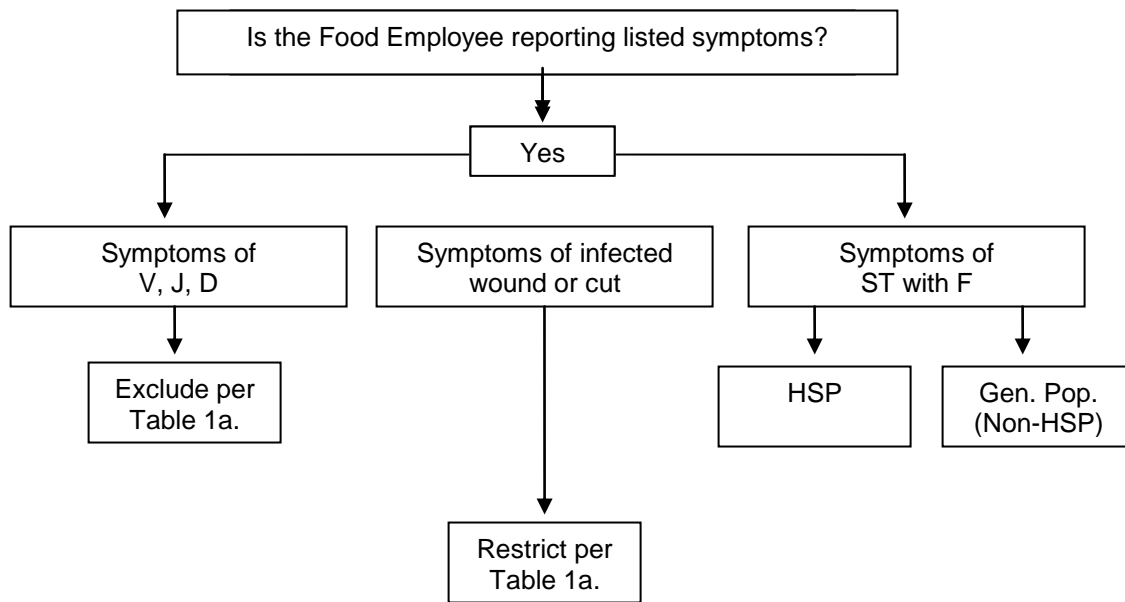 Is the Food Employee reporting listed symptoms?
Yes
Symptoms of
V, J, D
Symptoms of infected
wound or cut
Symptoms of
ST with F
Exclude per
Table 1a.
HSP
Gen. Pop.
(Non-HSP)
Restrict per
Table 1a.